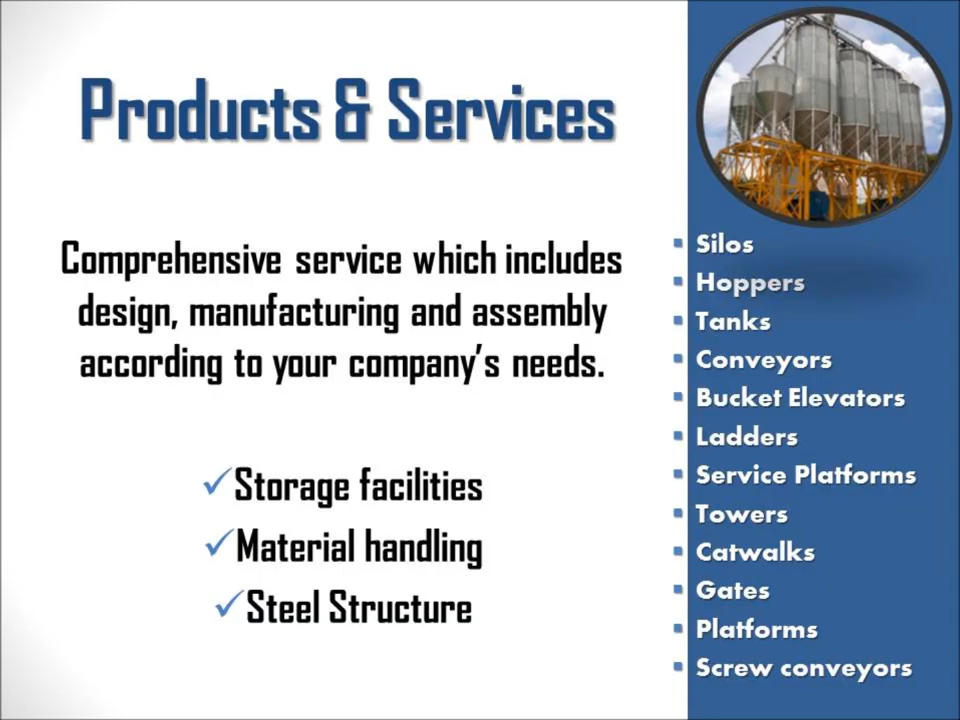 Products & Services
Comprehensive service which includes
design, manufacturing and assembly
according to your company's needs.
✓Storage facilities
✓Material handling
✓Steel Structure
▪ Silos
▪ Hoppers
▪ Tanks
▪ Conveyors
▪ Bucket Elevators
▪ Ladders
▪ Service Platforms
▪ Towers
▪ Catwalks
▪ Gates
▪ Platforms
▪ Screw conveyors